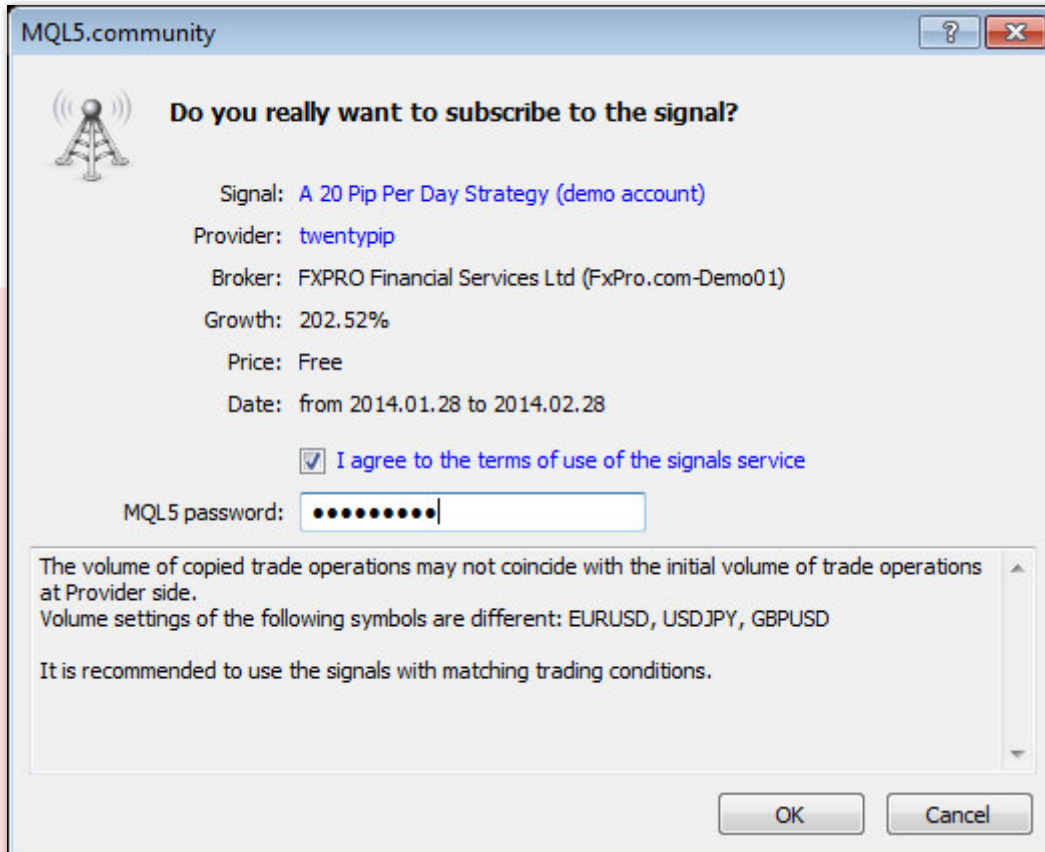 MQL5.community
Do you really want to subscribe to the signal?
Signal: A 20 Pip Per Day Strategy (demo account)
Provider: twentypip
Broker: FXPRO Financial Services Ltd (FxPro.com-Demo01)
Growth: 202.52%
Price: Free
Date: from 2014.01.28 to 2014.02.28
I agree to the terms of use of the signals service
MQL5 password: •••••••••
The volume of copied trade operations may not coincide with the initial volume of trade operations
at Provider side.
Volume settings of the following symbols are different: EURUSD, USDJPY, GBPUSD
It is recommended to use the signals with matching trading conditions.
OK Cancel